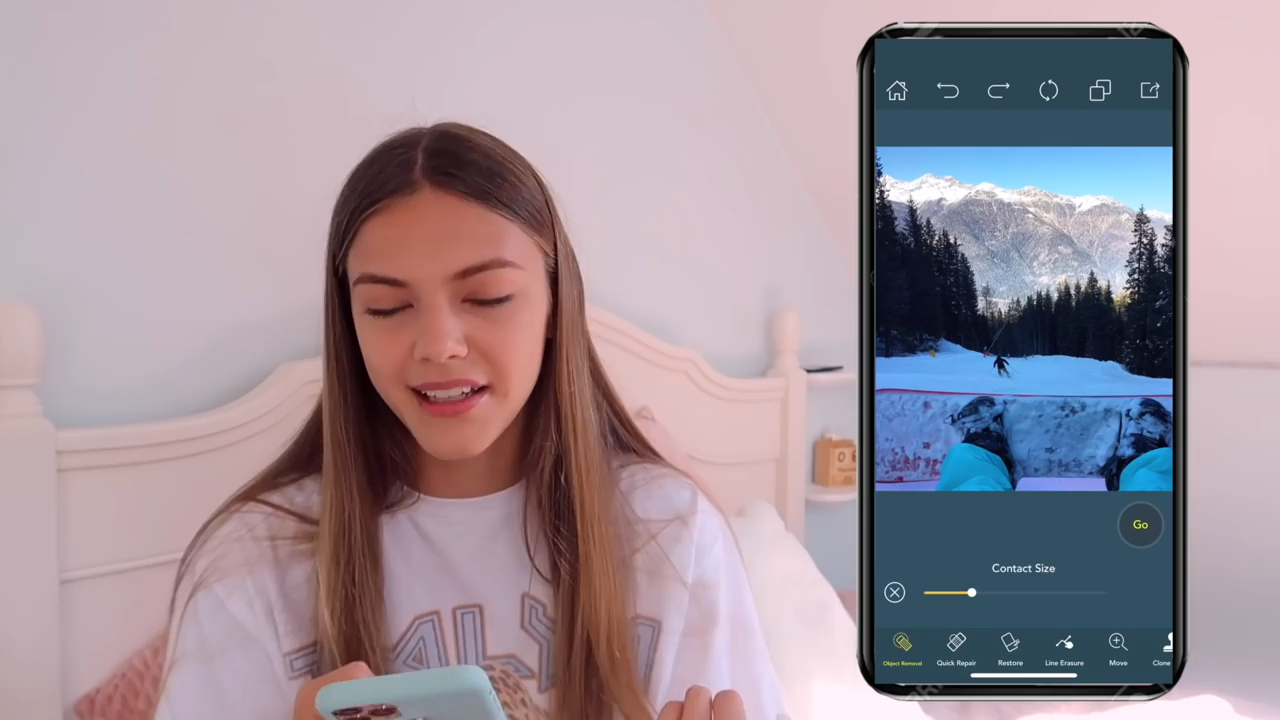 Go
Contact Size
Object Removal
Quick Repair
Restore
Line Erasure
Move
Clone